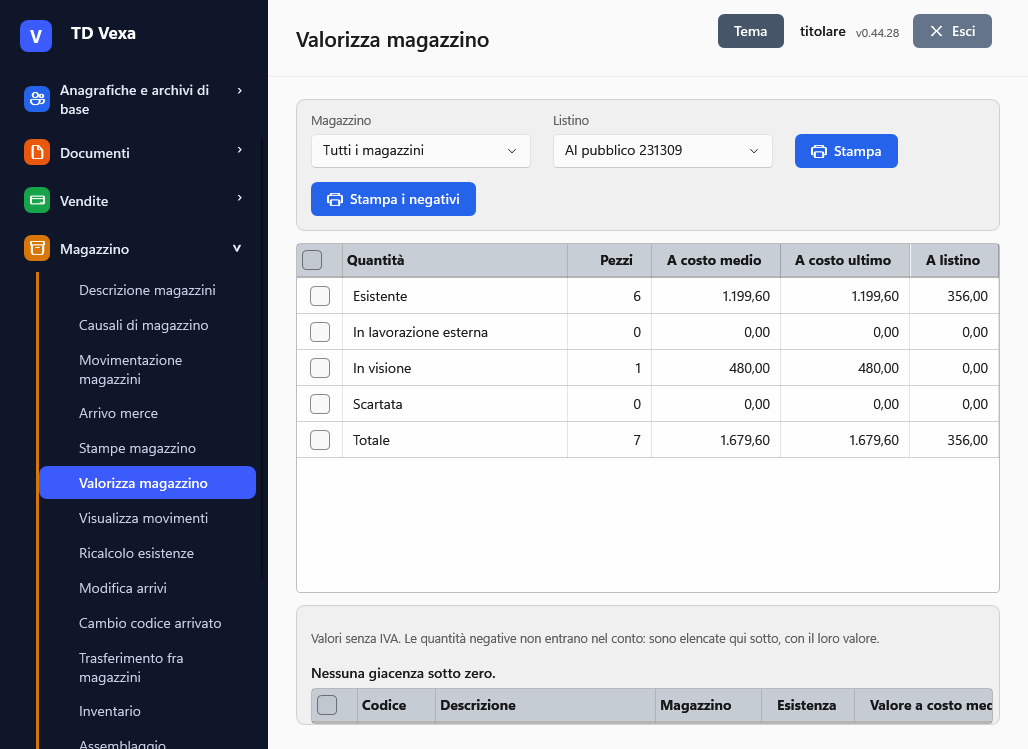 V TD Vexa
Anagrafiche e archivi di
base
Documenti
Vendite
Magazzino
Descrizione magazzini
Causali di magazzino
Movimentazione
magazzini
Arrivo merce
Stampe magazzino
Valorizza magazzino
Visualizza movimenti
Ricalcolo esistenze
Modifica arrivi
Cambio codice arrivato
Trasferimento fra
magazzini
Inventario
Assemblaggio
Valorizza magazzino
Tema titolare v0.44.28 Esci
Magazzino Listino
Tutti i magazzini Al pubblico 231309 Stampa
Stampa i negativi
Quantità Pezzi A costo medio A costo ultimo A listino
Esistente 6 1.199,60 1.199,60 356,00
In lavorazione esterna 0 0,00 0,00 0,00
In visione 1 480,00 480,00 0,00
Scartata 0 0,00 0,00 0,00
Totale 7 1.679,60 1.679,60 356,00
Valori senza IVA. Le quantità negative non entrano nel conto: sono elencate qui sotto, con il loro valore.
Nessuna giacenza sotto zero.
Codice Descrizione Magazzino Esistenza Valore a costo med